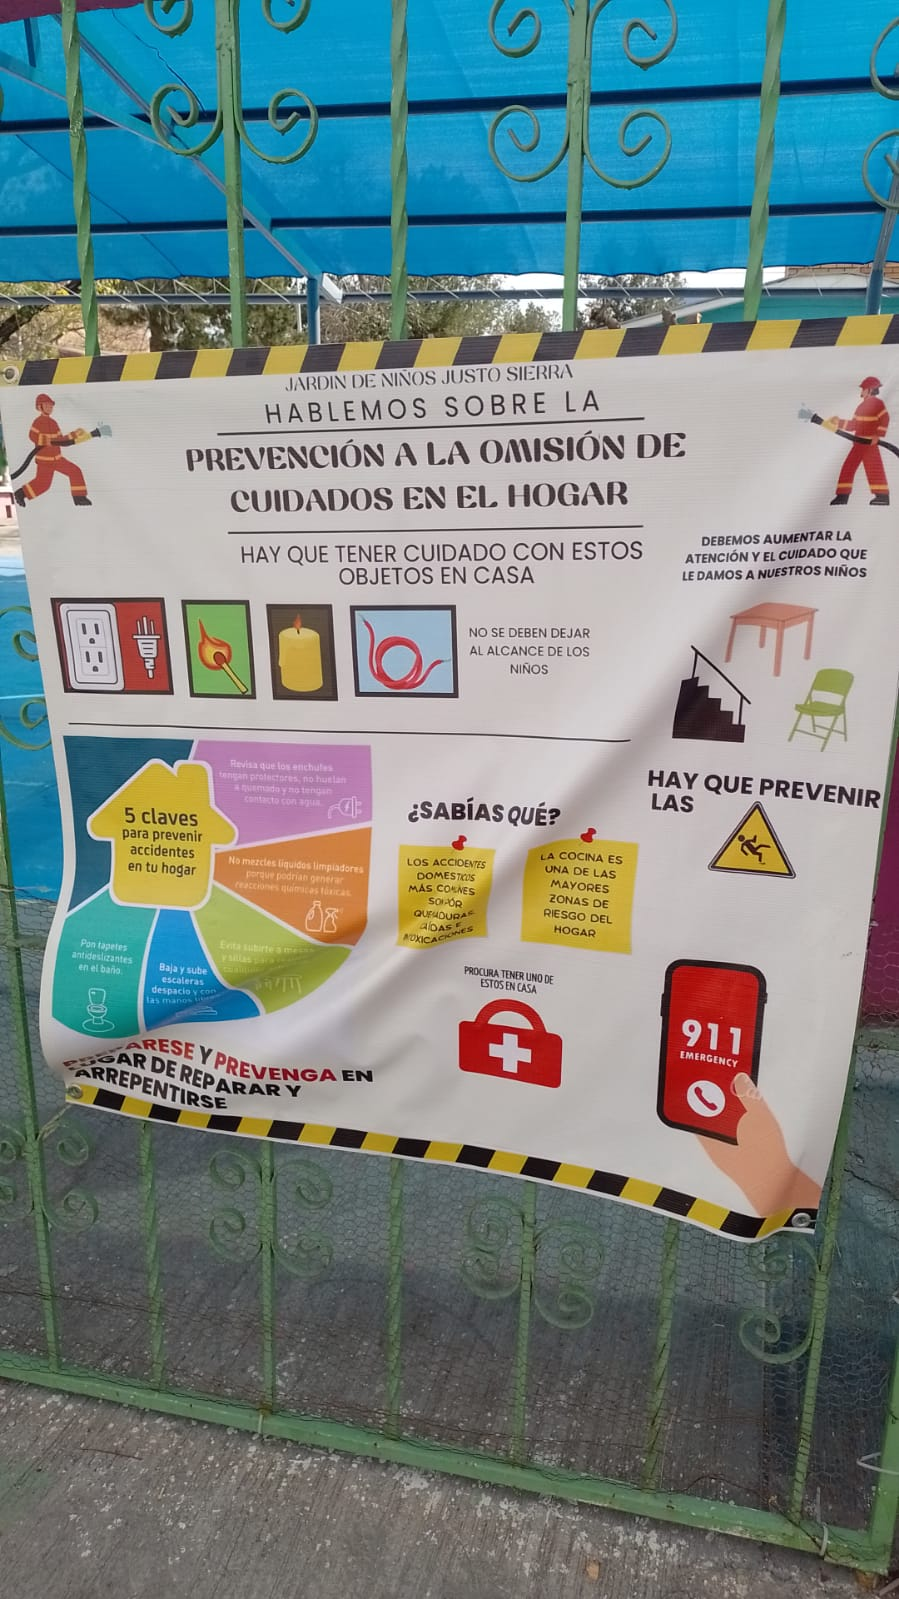 JARDIN DE NIÑOS JUSTO SIERRA
HABLEMOS SOBRE LA
PREVENCIÓN A LA OMISIÓN DE
CUIDADOS EN EL HOGAR
HAY QUE TENER CUIDADO CON ESTOS
OBJETOS EN CASA
NO SE DEBEN DEJAR
AL ALCANCE DE LOS
NIÑOS
DEBEMOS AUMENTAR LA
ATENCIÓN Y EL CUIDADO QUE
LE DAMOS A NUESTROS NIÑOS
HAY QUE PREVENIR
LAS
5 claves
para prevenir
accidentes
en tu hogar
Revisa que los enchufes
tengan protectores, no huelan
a quemado y no tengan
contacto con agua.
No mezcles líquidos limpiadores
porque podrían generar
reacciones químicas tóxicas.
Evita subirte a mesas
y sillas para
Baja y sube
escaleras
despacio y con
las manos
Pon tapetes
antideslizantes
en el baño.
¿SABÍAS QUÉ?
LOS ACCIDENTES
DOMESTICOS
MÁS COMUNES
SON POR
QUEMADURAS,
CAÍDAS E
INTOXICACIONES
LA COCINA ES
UNA DE LAS
MAYORES
ZONAS DE
RIESGO DEL
HOGAR
PROCURA TENER UNO DE
ESTOS EN CASA
911
EMERGENCY
Y PREVENGA EN
LUGAR DE REPARAR Y
ARREPENTIRSE